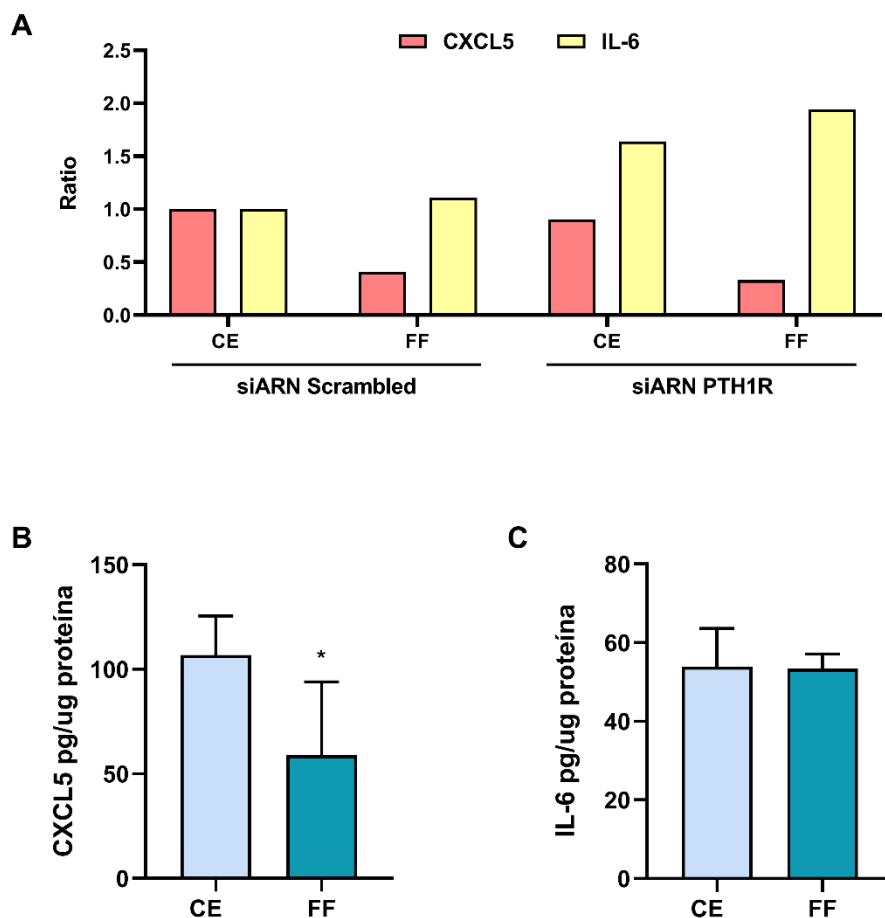 A
CXCL5 IL-6
2.5
2.0
1.5
1.0
0.5
0.0
Ratio
CE FF CE FF
siARN Scrambled siARN PTH1R
B
150
100
50
0
CXCL5 pg/ug proteína
*
CE FF
C
80
60
40
20
0
IL-6 pg/ug proteína
CE FF